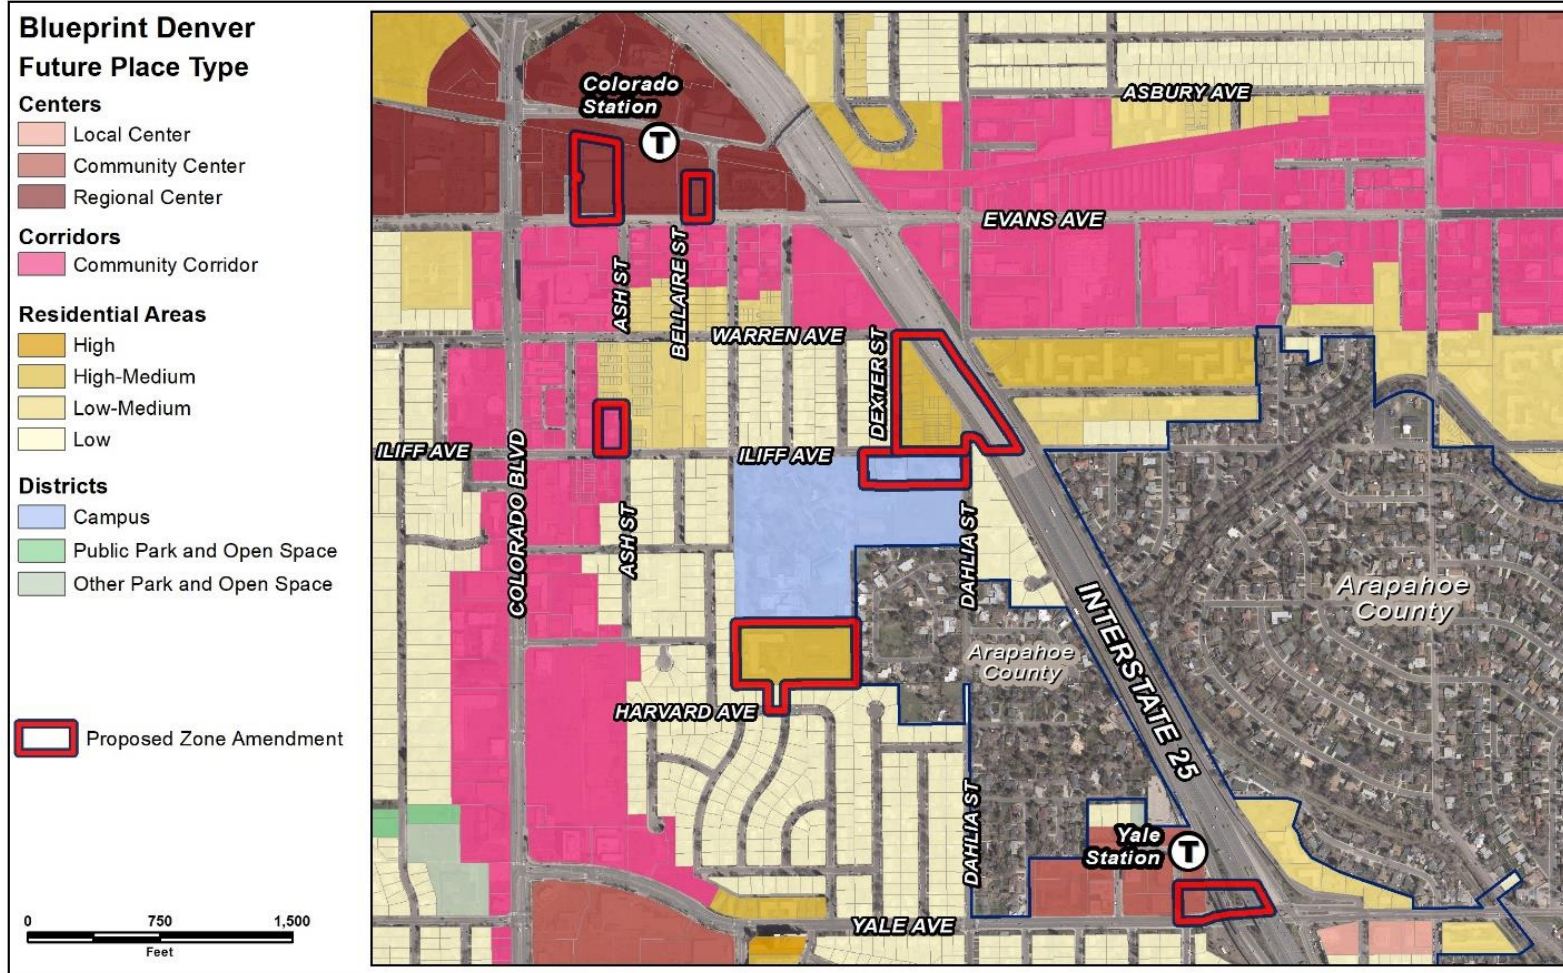 Blueprint Denver
Future Place Type
Centers
Local Center
Community Center
Regional Center
Corridors
Community Corridor
Residential Areas
High
High-Medium
Low-Medium
Low
Districts
Campus
Public Park and Open Space
Other Park and Open Space
Proposed Zone Amendment
0 750 1,500
Feet
Colorado
Station
T
ASBURY AVE
EVANS AVE
ASH ST
BELLAIRE ST
WARREN AVE
DEXTER ST
ILIFF AVE
ILIFF AVE
COLORADO BLVD
ASH ST
DAHLIA ST
INTERSTATE 25
Arapahoe
County
Arapahoe
County
HARVARD AVE
DAHLIA ST
Yale
Station
T
YALE AVE